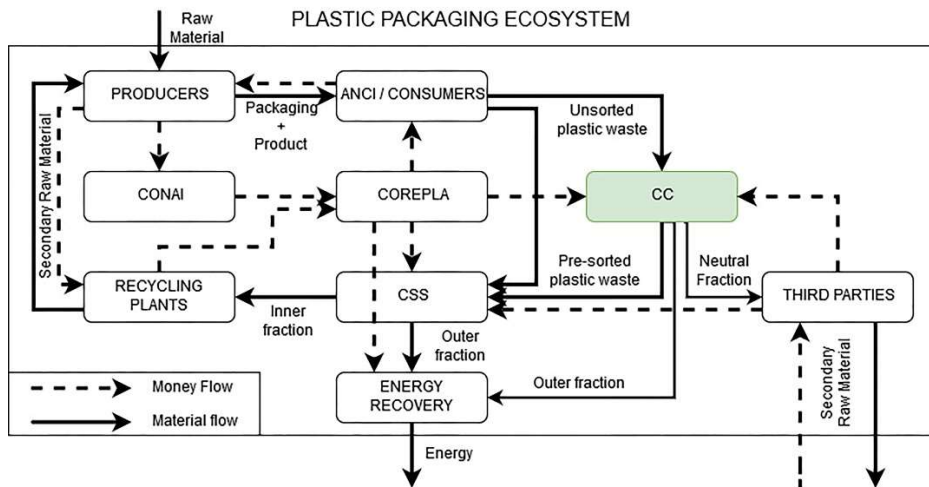 PLASTIC PACKAGING ECOSYSTEM
Raw
Material
PRODUCERS
ANCI / CONSUMERS
Packaging
+
Product
Unsorted
plastic waste
Secondary Raw Material
CONAI
COREPLA
CC
Pre-sorted
plastic waste
Neutral
Fraction
RECYCLING
PLANTS
Inner
fraction
CSS
THIRD PARTIES
Outer
fraction
ENERGY
RECOVERY
Outer fraction
Secondary
Raw Material
Money Flow
Material flow
Energy